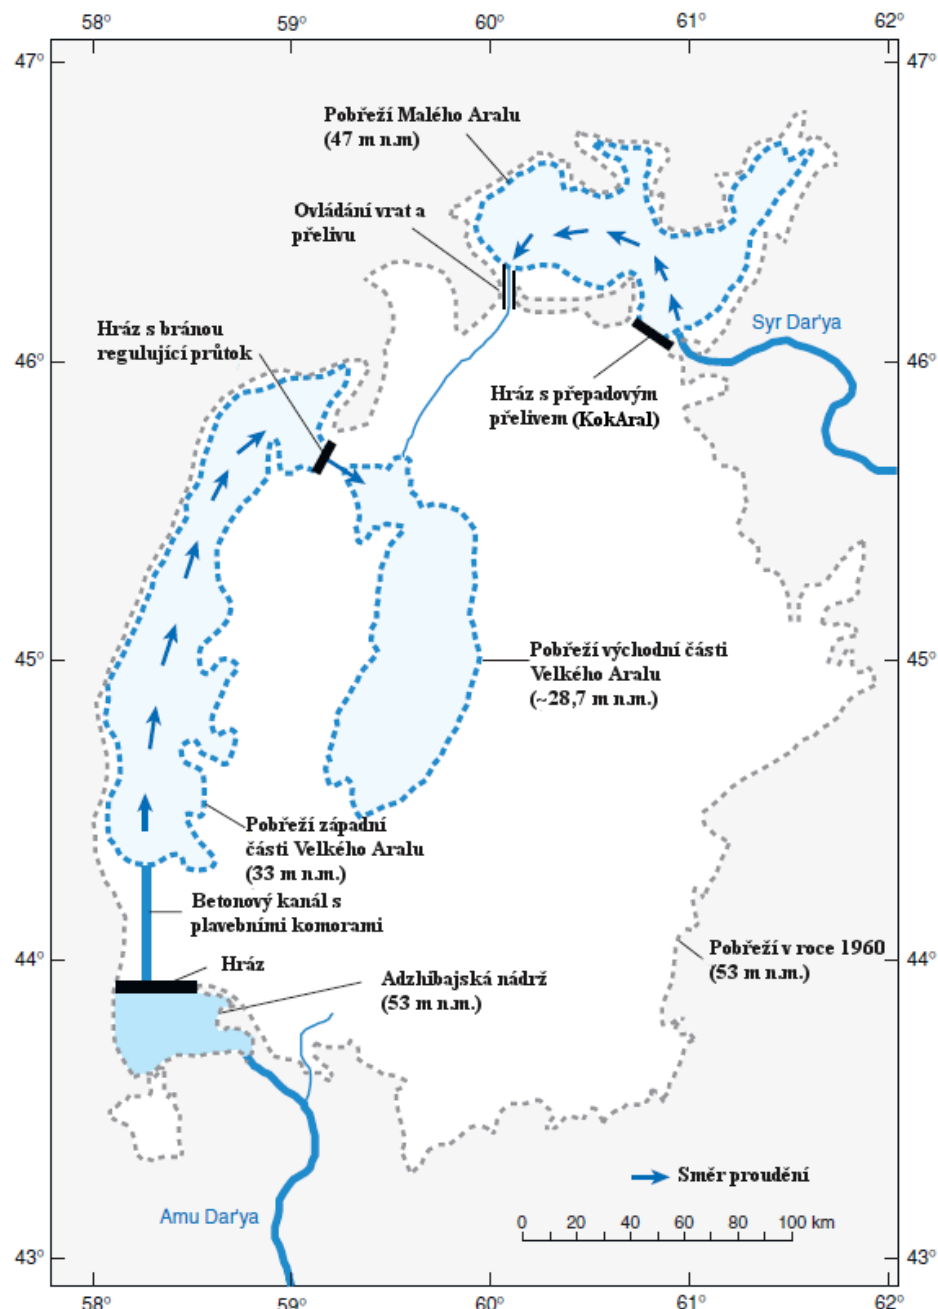 58°
59°
60°
61°
62°
47°
47°
Pobřeží Malého Aralu
(47 m n.m)
Ovládání vrat a
přelivu
Hráz s bránou
regulující průtok
Syr Dar'ya
46°
46°
Hráz s přepadovým
přelivem (KokAral)
45°
45°
Pobřeží východní části
Velkého Aralu
(~28,7 m n.m.)
Pobřeží západní
části Velkého Aralu
(33 m n.m.)
Betonový kanál s
plavebními komorami
Pobřeží v roce 1960
(53 m n.m.)
44°
44°
Hráz
Adzhibajská nádrž
(53 m n.m.)
Směr proudění
Amu Dar'ya
0 20 40 60 80 100 km
43°
43°
58°
59°
60°
61°
62°